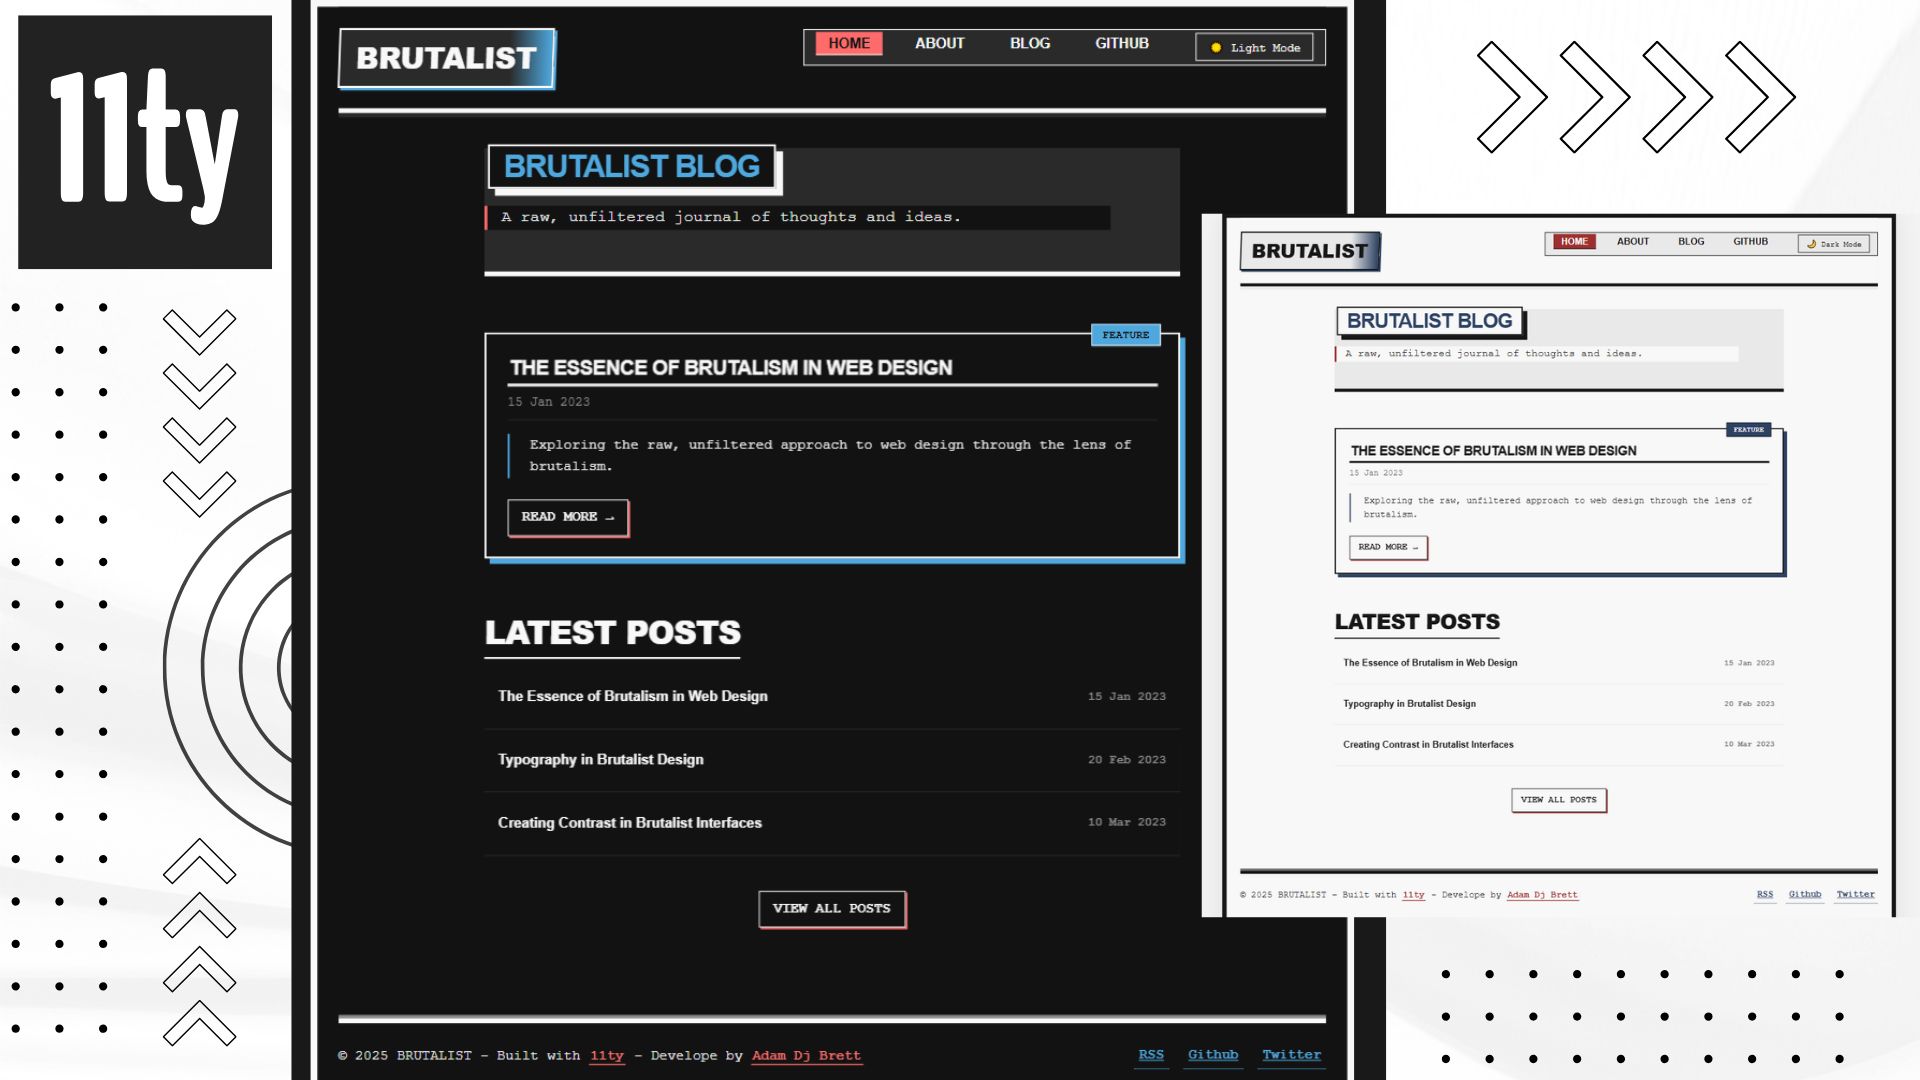 11ty
BRUTALIST
HOME ABOUT BLOG GITHUB Light Mode
BRUTALIST BLOG
A raw, unfiltered journal of thoughts and ideas.
FEATURE
THE ESSENCE OF BRUTALISM IN WEB DESIGN
15 Jan 2023
Exploring the raw, unfiltered approach to web design through the lens of
brutalism.
READ MORE →
LATEST POSTS
The Essence of Brutalism in Web Design 15 Jan 2023
Typography in Brutalist Design 20 Feb 2023
Creating Contrast in Brutalist Interfaces 10 Mar 2023
VIEW ALL POSTS
© 2025 BRUTALIST - Built with 11ty - Develope by Adam Dj Brett RSS Github Twitter
BRUTALIST
HOME ABOUT BLOG GITHUB Dark Mode
BRUTALIST BLOG
A raw, unfiltered journal of thoughts and ideas.
FEATURE
THE ESSENCE OF BRUTALISM IN WEB DESIGN
15 Jan 2023
Exploring the raw, unfiltered approach to web design through the lens of
brutalism.
READ MORE →
LATEST POSTS
The Essence of Brutalism in Web Design 15 Jan 2023
Typography in Brutalist Design 20 Feb 2023
Creating Contrast in Brutalist Interfaces 10 Mar 2023
VIEW ALL POSTS
© 2025 BRUTALIST - Built with 11ty - Develope by Adam Dj Brett RSS Github Twitter